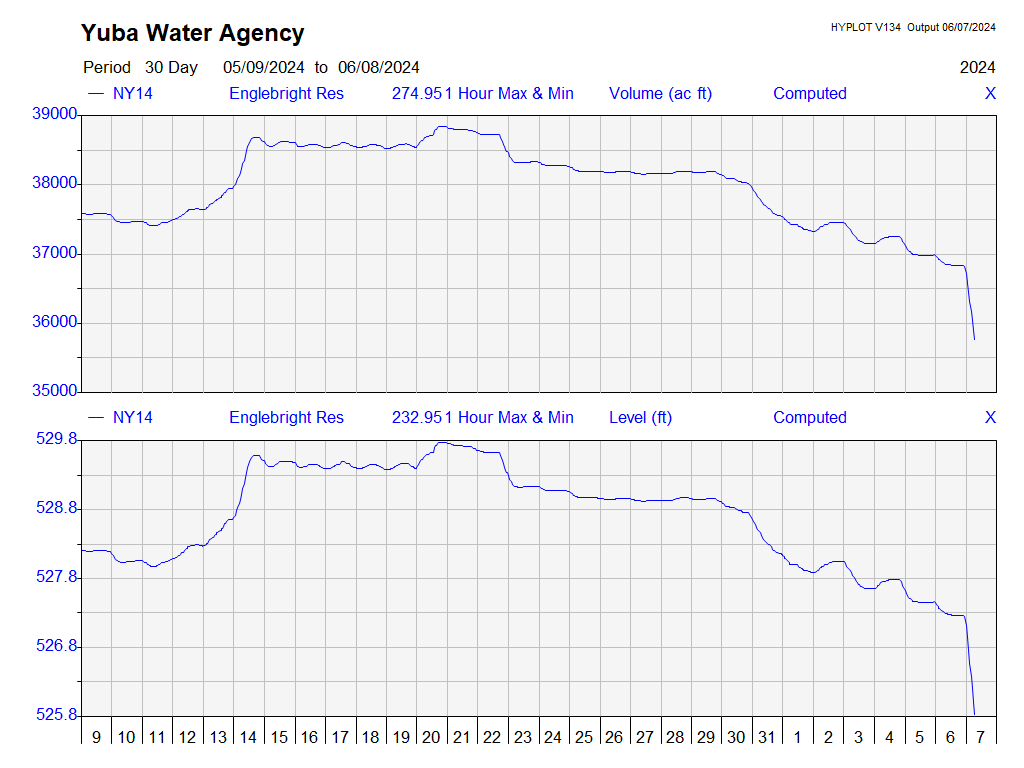 Yuba Water Agency
HYPLOT V134 Output 06/07/2024
Period 30 Day 05/09/2024 to 06/08/2024 2024
NY14 Englebright Res 274.951 Hour Max & Min Volume (ac ft) Computed X
39000
38000
37000
36000
35000
NY14 Englebright Res 232.951 Hour Max & Min Level (ft) Computed X
529.8
528.8
527.8
526.8
525.8
9 10 11 12 13 14 15 16 17 18 19 20 21 22 23 24 25 26 27 28 29 30 31 1 2 3 4 5 6 7